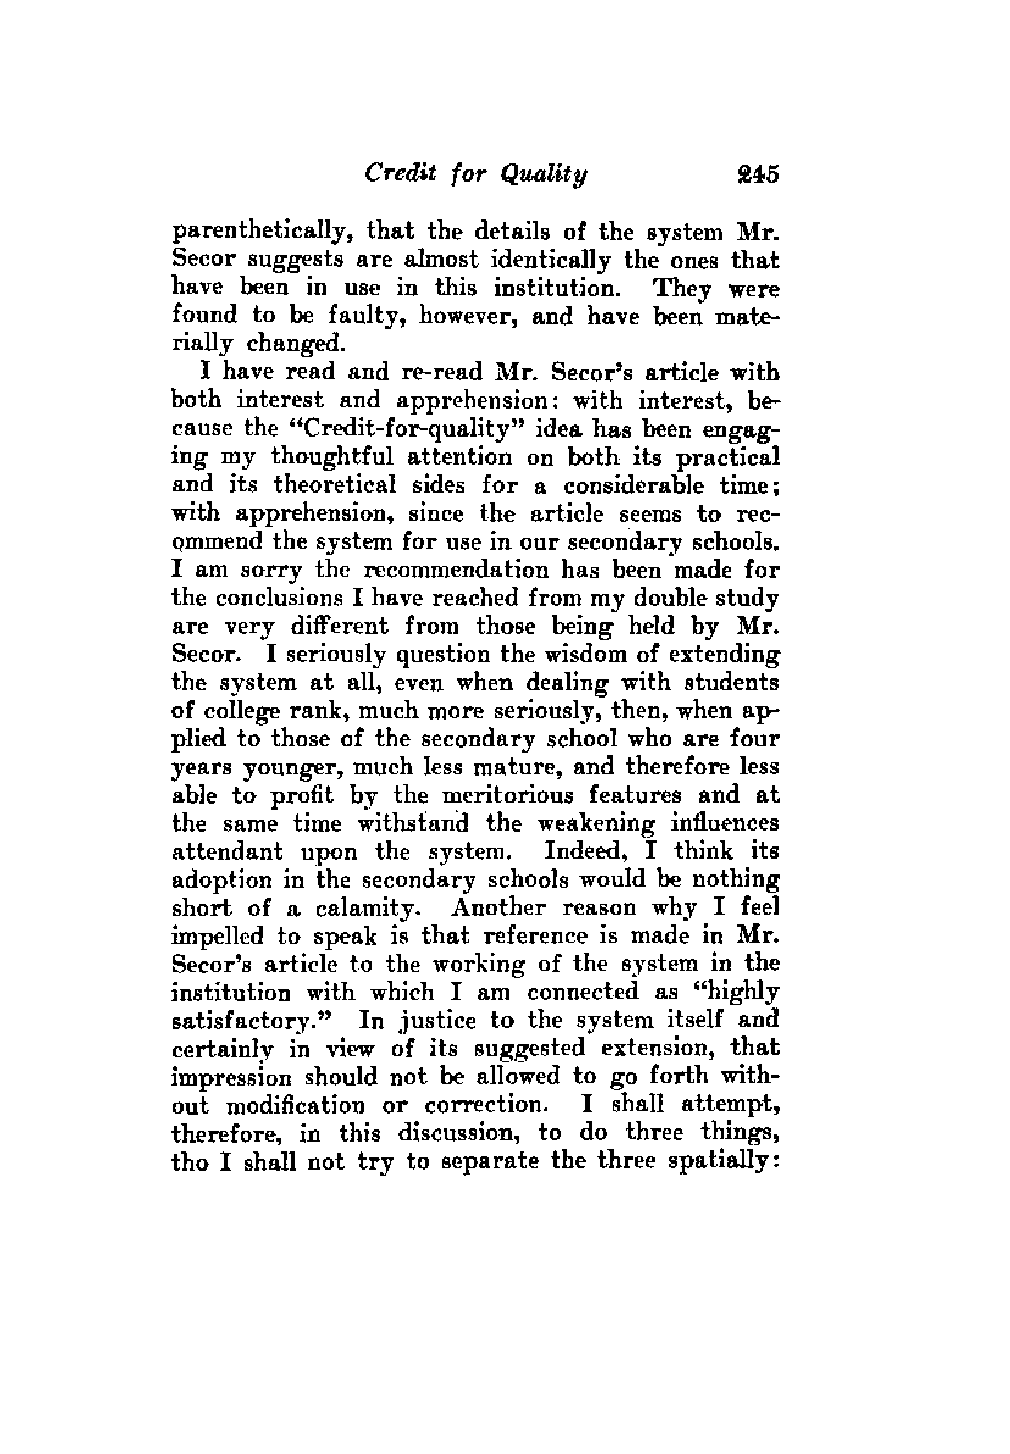 Credit for Quality 245
parenthetically, that the details of the system Mr.
Secor suggests are almost identically the ones that
have been in use in this institution. They were
found to be faulty, however, and have been mate-
rially changed.
I have read and re-read Mr. Secor's article with
both interest and apprehension: with interest, be-
cause the "Credit-for-quality" idea has been engag-
ing my thoughtful attention on both its practical
and its theoretical sides for a considerable time;
with apprehension, since the article seems to rec-
ommend the system for use in our secondary schools.
I am sorry the recommendation has been made for
the conclusions I have reached from my double study
are very different from those being held by Mr.
Secor. I seriously question the wisdom of extending
the system at all, even when dealing with students
of college rank, much more seriously, then, when ap-
plied to those of the secondary school who are four
years younger, much less mature, and therefore less
able to profit by the meritorious features and at
the same time withstand the weakening influences
attendant upon the system. Indeed, I think its
adoption in the secondary schools would be nothing
short of a calamity. Another reason why I feel
impelled to speak is that reference is made in Mr.
Secor's article to the working of the system in the
institution with which I am connected as "highly
satisfactory." In justice to the system itself and
certainly in view of its suggested extension, that
impression should not be allowed to go forth with-
out modification or correction. I shall attempt,
therefore, in this discussion, to do three things,
tho I shall not try to separate the three spatially: